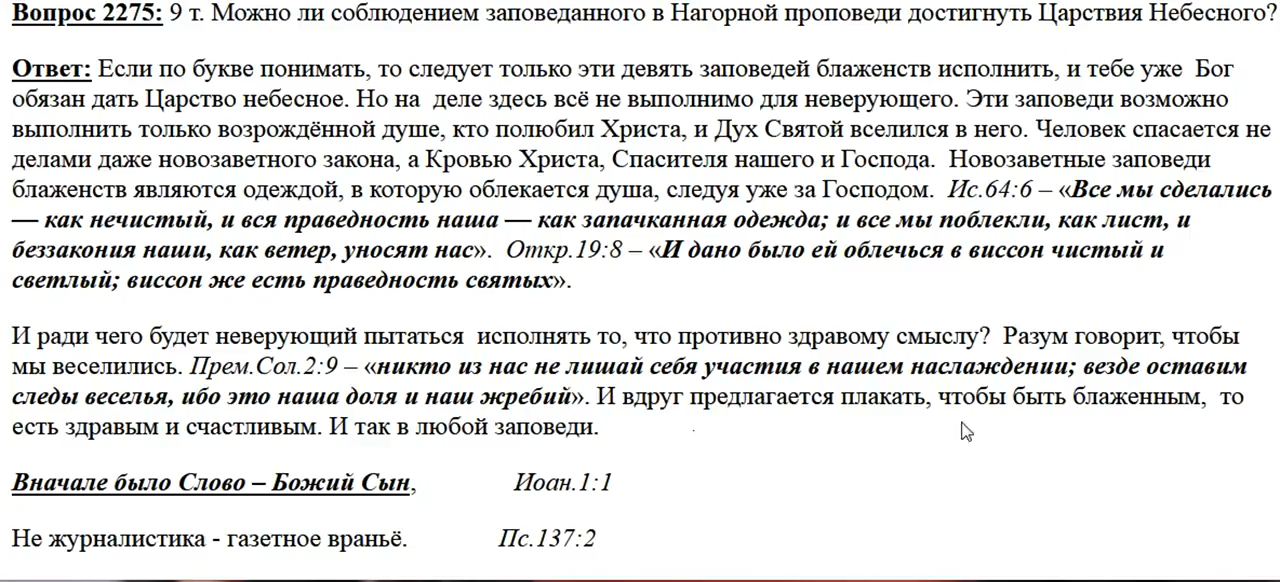 Вопрос 2275: 9 т. Можно ли соблюдением заповеданного в Нагорной проповеди достигнуть Царствия Небесного?
Ответ: Если по букве понимать, то следует только эти девять заповедей блаженств исполнить, и тебе уже Бог
обязан дать Царство небесное. Но на деле здесь всё не выполнимо для неверующего. Эти заповеди возможно
выполнить только возрождённой душе, кто полюбил Христа, и Дух Святой вселился в него. Человек спасается не
делами даже новозаветного закона, а Кровью Христа, Спасителя нашего и Господа. Новозаветные заповеди
блаженств являются одеждой, в которую облекается душа, следуя уже за Господом. Ис.64:6 – «Все мы сделались
— как нечистый, и вся праведность наша — как запачканная одежда; и все мы поблекли, как лист, и
беззакония наши, как ветер, уносят нас». Откр.19:8 – «И дано было ей облечься в виссон чистый и
светлый; виссон же есть праведность святых».
И ради чего будет неверующий пытаться исполнять то, что противно здравому смыслу? Разум говорит, чтобы
мы веселились. Прем.Сол.2:9 – «никто из нас не лишай себя участия в нашем наслаждении; везде оставим
следы веселья, ибо это наша доля и наш жребий». И вдруг предлагается плакать, чтобы быть блаженным, то
есть здравым и счастливым. И так в любой заповеди.
Вначале было Слово – Божий Сын, Иоан.1:1
Не журналистика - газетное враньё. Пс.137:2